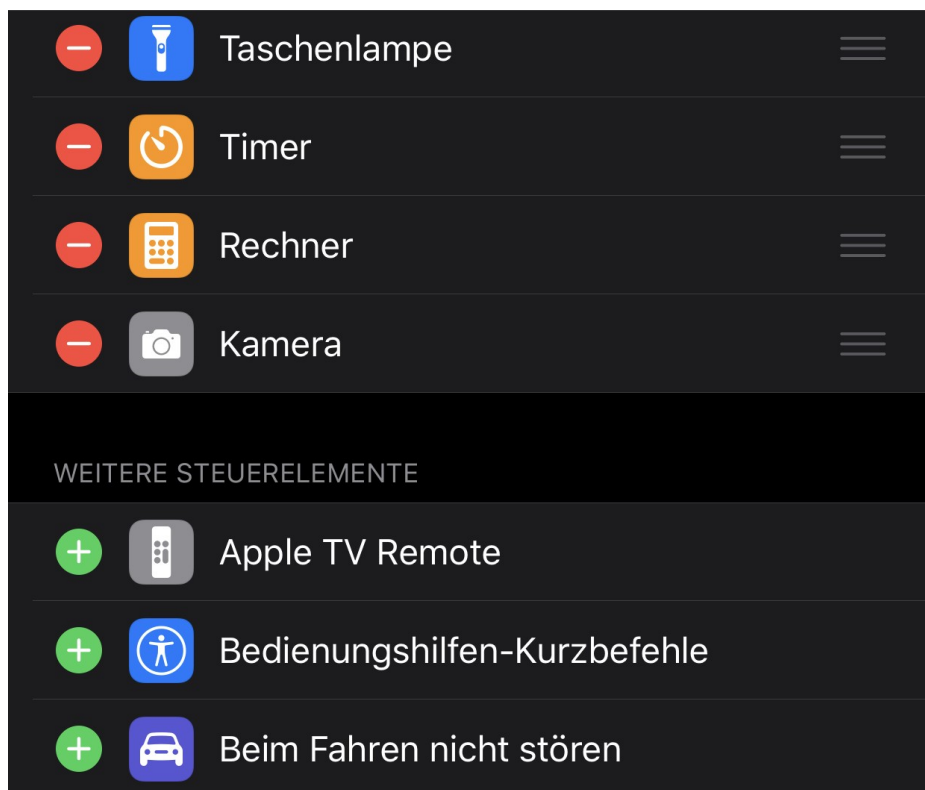 Taschenlampe
Timer
Rechner
Kamera
WEITERE STEUERELEMENTE
Apple TV Remote
Bedienungshilfen-Kurzbefehle
Beim Fahren nicht stören